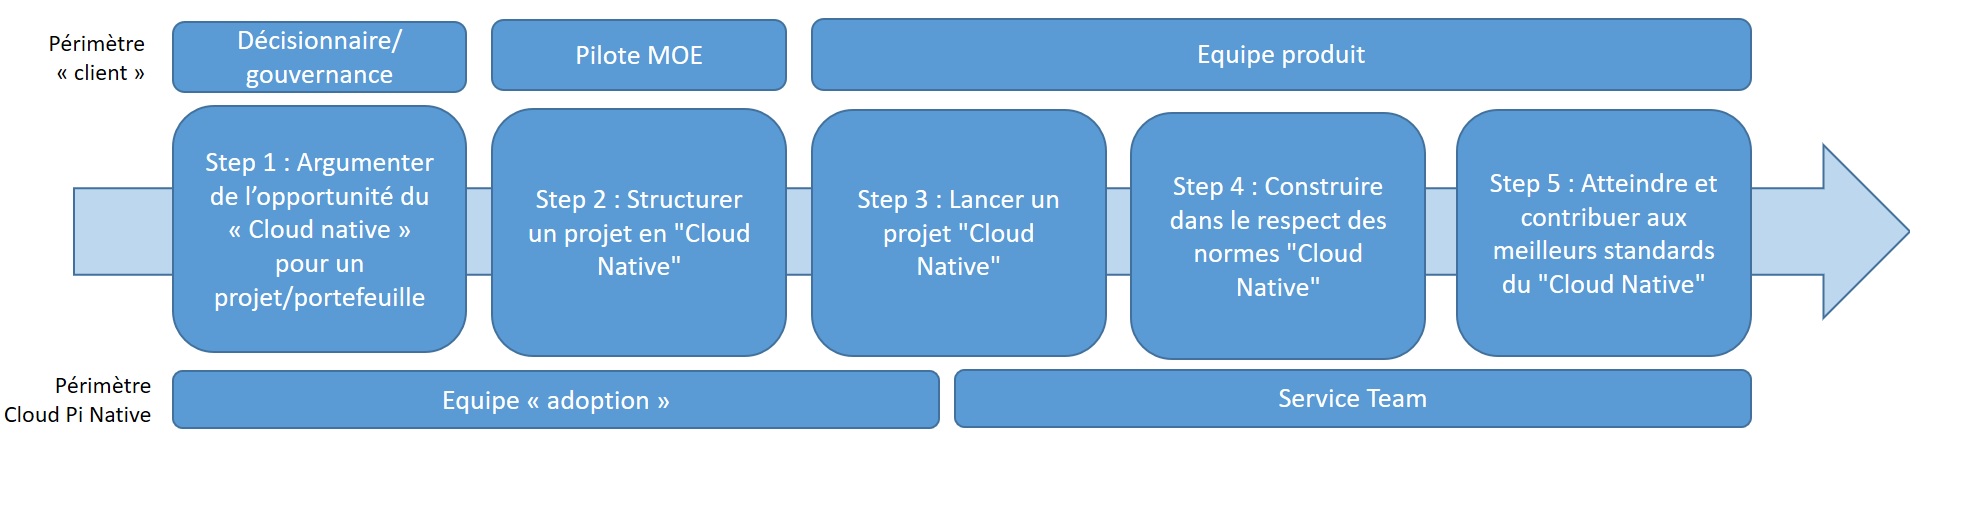 Périmètre
« client »
Décisionnaire/
gouvernance
Pilote MOE
Equipe produit
Step 1 : Argumenter
de l’opportunité du
« Cloud native »
pour un
projet/portefeuille
Step 2 : Structurer
un projet en "Cloud
Native"
Step 3 : Lancer un
projet "Cloud
Native"
Step 4 : Construire
dans le respect des
normes "Cloud
Native"
Step 5 : Atteindre et
contribuer aux
meilleurs standards
du "Cloud Native"
Périmètre
Cloud Pi Native
Equipe « adoption »
Service Team